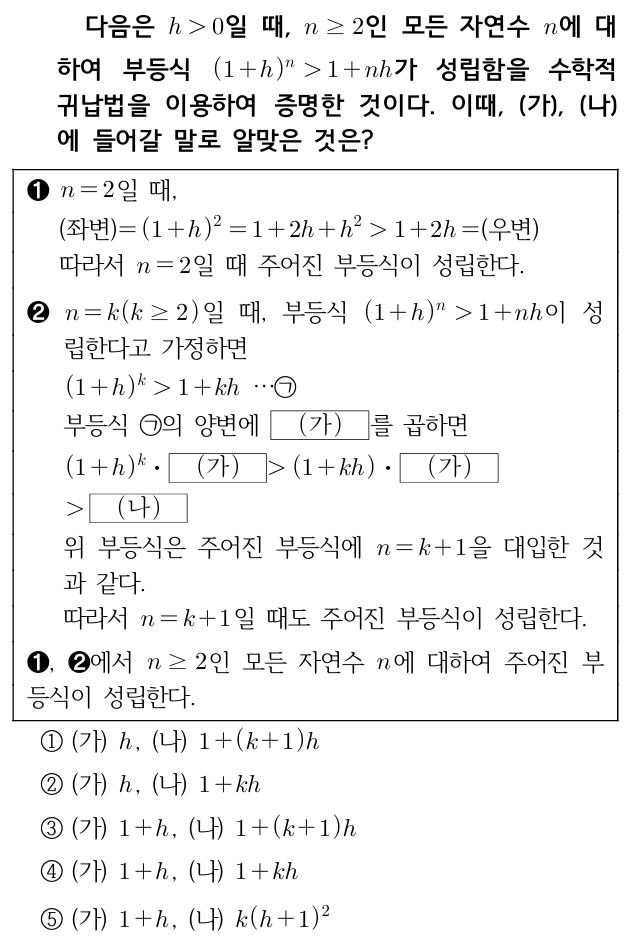 다음은 h > 0일 때, n ≥ 2인 모든 자연수 n에 대
하여 부등식 (1+h)ⁿ > 1+nh가 성립함을 수학적
귀납법을 이용하여 증명한 것이다. 이때, (가), (나)
에 들어갈 말로 알맞은 것은?
❶ n = 2일 때,
(좌변)= (1+h)² = 1+2h+h² > 1+2h =(우변)
따라서 n = 2일 때 주어진 부등식이 성립한다.
❷ n = k(k ≥ 2)일 때, 부등식 (1+h)ⁿ > 1+nh이 성
립한다고 가정하면
(1+h)ᵏ > 1+kh ⋯㉠
부등식 ㉠의 양변에 (가) 를 곱하면
(1+h)ᵏ • (가) > (1+kh) • (가)
> (나)
위 부등식은 주어진 부등식에 n = k+1을 대입한 것
과 같다.
따라서 n = k+1일 때도 주어진 부등식이 성립한다.
❶, ❷에서 n ≥ 2인 모든 자연수 n에 대하여 주어진 부
등식이 성립한다.
① (가) h, (나) 1+(k+1)h
② (가) h, (나) 1+kh
③ (가) 1+h, (나) 1+(k+1)h
④ (가) 1+h, (나) 1+kh
⑤ (가) 1+h, (나) k(h+1)²